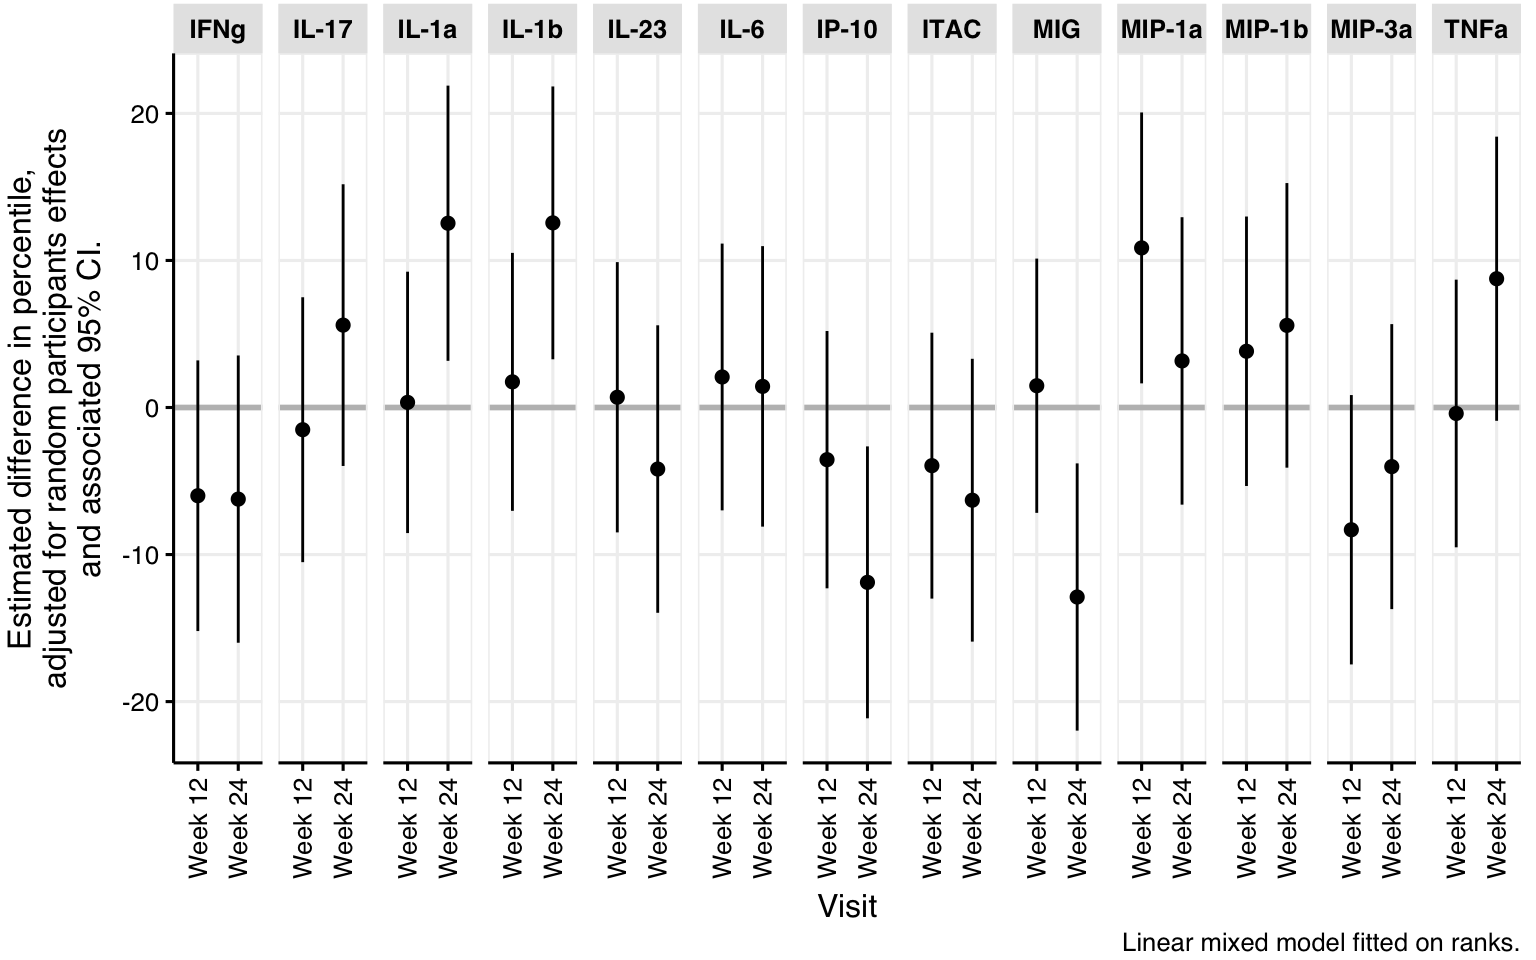 IFNg IL-17 IL-1a IL-1b IL-23 IL-6 IP-10 ITAC MIG MIP-1a MIP-1b MIP-3a TNFa
Estimated difference in percentile,
adjusted for random participants effects
and associated 95% CI.
20
10
0
-10
-20
Week 12 Week 24 Week 12 Week 24 Week 12 Week 24 Week 12 Week 24 Week 12 Week 24 Week 12 Week 24 Week 12 Week 24 Week 12 Week 24 Week 12 Week 24 Week 12 Week 24 Week 12 Week 24 Week 12 Week 24 Week 12 Week 24
Visit
Linear mixed model fitted on ranks.